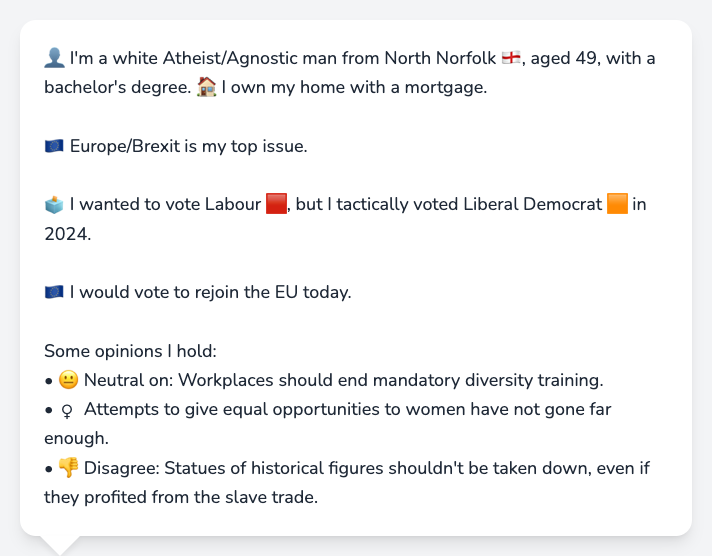 👤 I'm a white Atheist/Agnostic man from North Norfolk 🏴󠁧󠁢󠁥󠁮󠁧󠁿, aged 49, with a
bachelor's degree. 🏠 I own my home with a mortgage.
🇪🇺 Europe/Brexit is my top issue.
🗳️ I wanted to vote Labour 🟥, but I tactically voted Liberal Democrat 🟧 in
2024.
🇪🇺 I would vote to rejoin the EU today.
Some opinions I hold:
• 😐 Neutral on: Workplaces should end mandatory diversity training.
• ♀ Attempts to give equal opportunities to women have not gone far
enough.
• 👎 Disagree: Statues of historical figures shouldn't be taken down, even if
they profited from the slave trade.